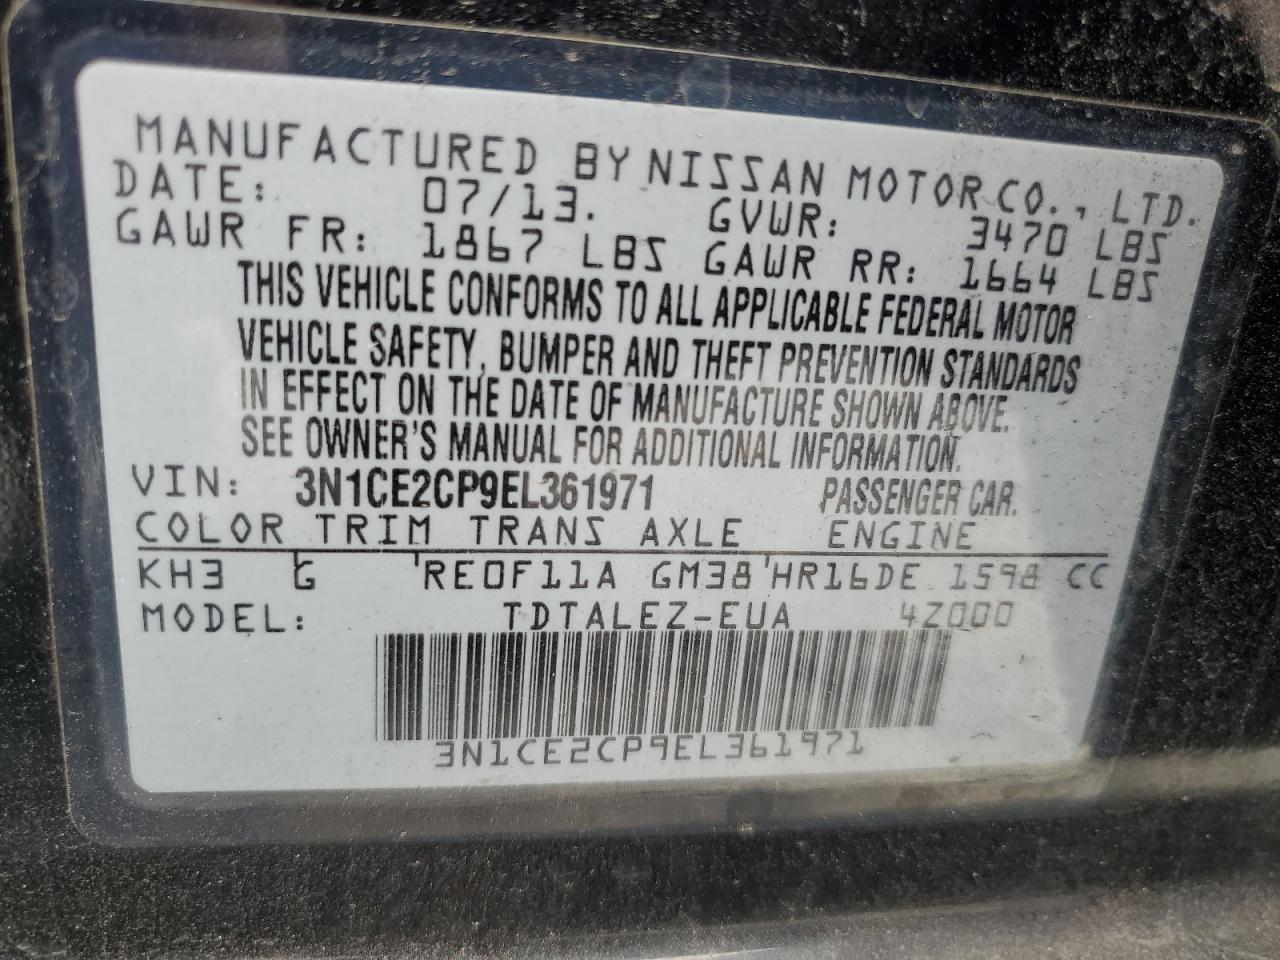 MANUFACTURED BY NISSAN MOTOR CO., LTD.
DATE: 07/13. GVWR: 3470 LBS
GAWR FR: 1867 LBS GAWR RR: 1664 LBS
THIS VEHICLE CONFORMS TO ALL APPLICABLE FEDERAL MOTOR
VEHICLE SAFETY, BUMPER AND THEFT PREVENTION STANDARDS
IN EFFECT ON THE DATE OF MANUFACTURE SHOWN ABOVE.
SEE OWNER'S MANUAL FOR ADDITIONAL INFORMATION.
VIN: 3N1CE2CP9EL361971 PASSENGER CAR.
COLOR TRIM TRANS AXLE ENGINE
KH3 G 'RE0F11A GM38'HR16DE 1598 CC
MODEL: TDTALEZ-EUA 4Z000
3N1CE2CP9EL361971